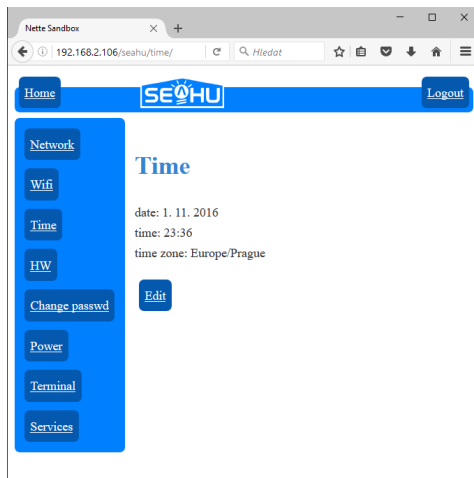 Nette Sandbox
192.168.2.106/seahu/time/
Hledat
Home
SEAHU
Logout
Network
Wifi
Time
HW
Change passwd
Power
Terminal
Services
Time
date: 1. 11. 2016
time: 23:36
time zone: Europe/Prague
Edit